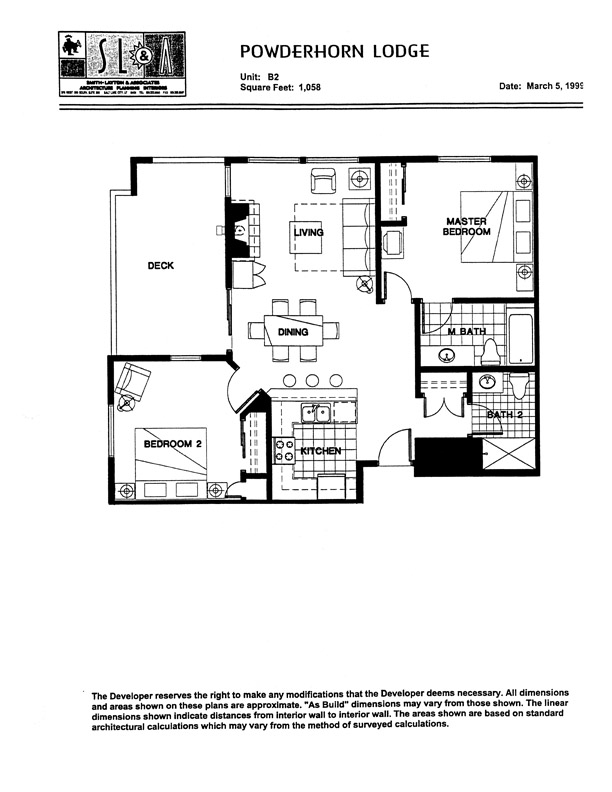 SL&A
SMITH-LAYTON & ASSOCIATES
ARCHITECTURE PLANNING INTERIORS
POWDERHORN LODGE
Unit: B2
Square Feet: 1,058
Date: March 5, 1999
MASTER
BEDROOM
LIVING
DECK
DINING
M BATH
BATH 2
BEDROOM 2
KITCHEN
The Developer reserves the right to make any modifications that the Developer deems necessary. All dimensions
and areas shown on these plans are approximate. "As Build" dimensions may vary from those shown. The linear
dimensions shown indicate distances from interior wall to interior wall. The areas shown are based on standard
architectural calculations which may vary from the method of surveyed calculations.